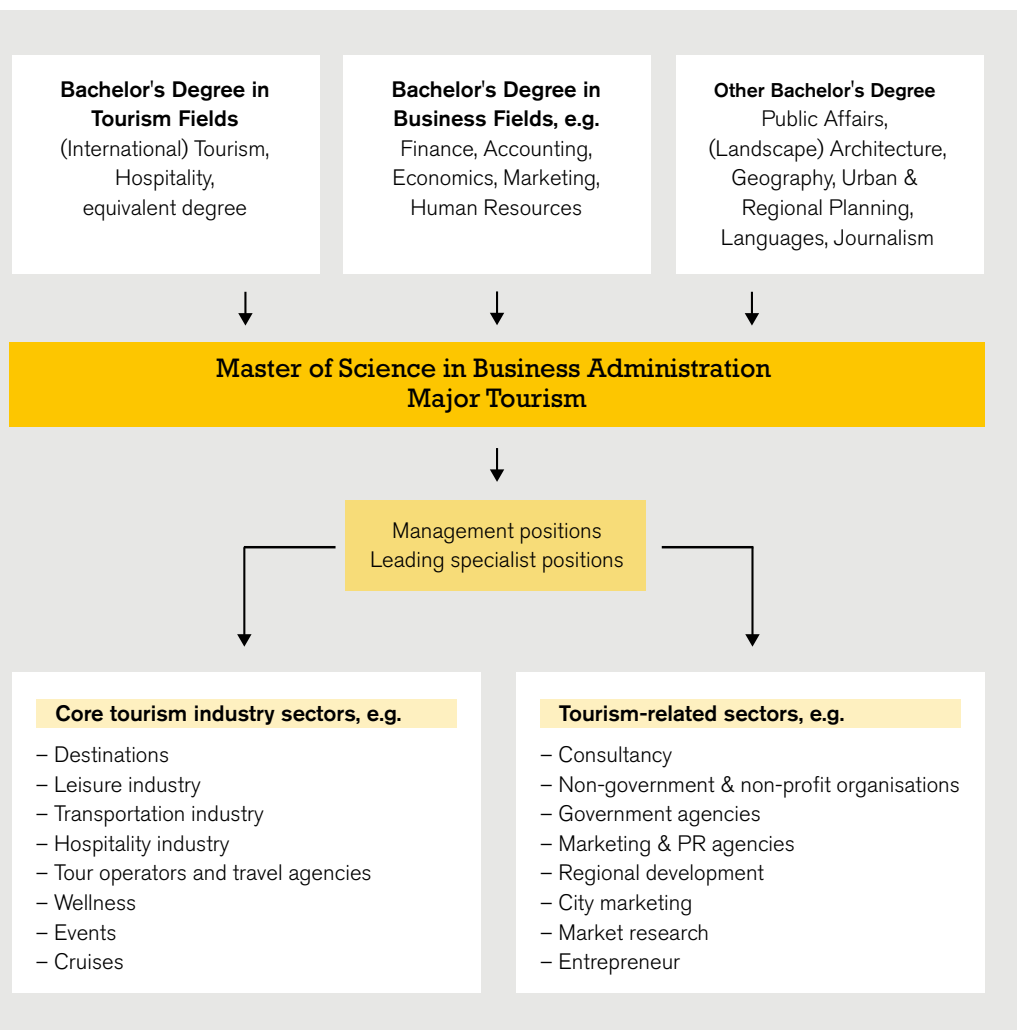 Bachelor's Degree in
Tourism Fields
(International) Tourism,
Hospitality,
equivalent degree
Bachelor's Degree in
Business Fields, e.g.
Finance, Accounting,
Economics, Marketing,
Human Resources
Other Bachelor's Degree
Public Affairs,
(Landscape) Architecture,
Geography, Urban &
Regional Planning,
Languages, Journalism
Master of Science in Business Administration
Major Tourism
Management positions
Leading specialist positions
Core tourism industry sectors, e.g.
– Destinations
– Leisure industry
– Transportation industry
– Hospitality industry
– Tour operators and travel agencies
– Wellness
– Events
– Cruises
Tourism-related sectors, e.g.
– Consultancy
– Non-government & non-profit organisations
– Government agencies
– Marketing & PR agencies
– Regional development
– City marketing
– Market research
– Entrepreneur